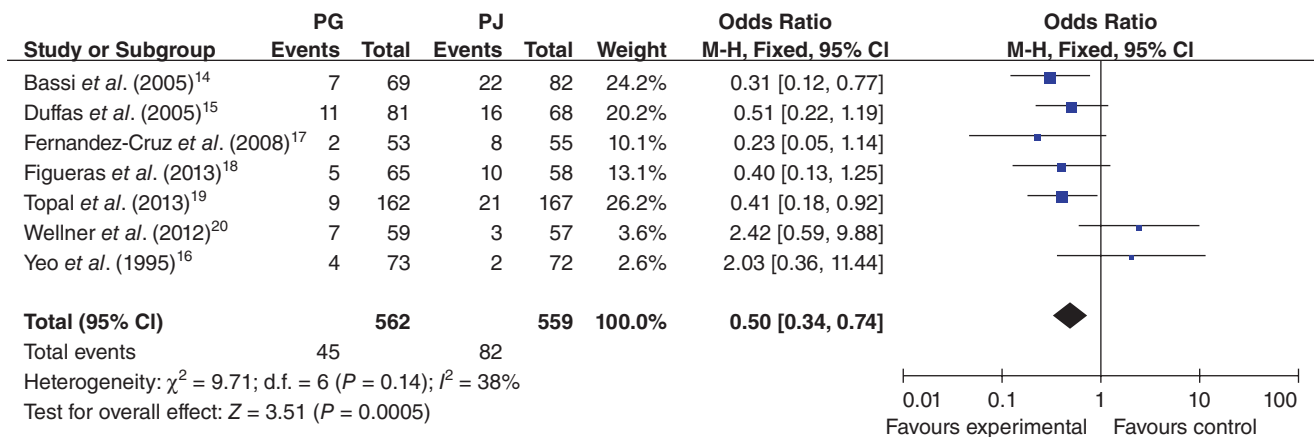 PG PJ Odds Ratio Odds Ratio
Study or Subgroup Events Total Events Total Weight M-H, Fixed, 95% CI M-H, Fixed, 95% CI
Bassi et al. (2005)14 7 69 22 82 24.2% 0.31 [0.12, 0.77]
Duffas et al. (2005)15 11 81 16 68 20.2% 0.51 [0.22, 1.19]
Fernandez-Cruz et al. (2008)17 2 53 8 55 10.1% 0.23 [0.05, 1.14]
Figueras et al. (2013)18 5 65 10 58 13.1% 0.40 [0.13, 1.25]
Topal et al. (2013)19 9 162 21 167 26.2% 0.41 [0.18, 0.92]
Wellner et al. (2012)20 7 59 3 57 3.6% 2.42 [0.59, 9.88]
Yeo et al. (1995)16 4 73 2 72 2.6% 2.03 [0.36, 11.44]
Total (95% CI) 562 559 100.0% 0.50 [0.34, 0.74]
Total events 45 82
Heterogeneity: χ2 = 9.71; d.f. = 6 (P = 0.14); I2 = 38%
Test for overall effect: Z = 3.51 (P = 0.0005)
0.01 0.1 1 10 100
Favours experimental Favours control